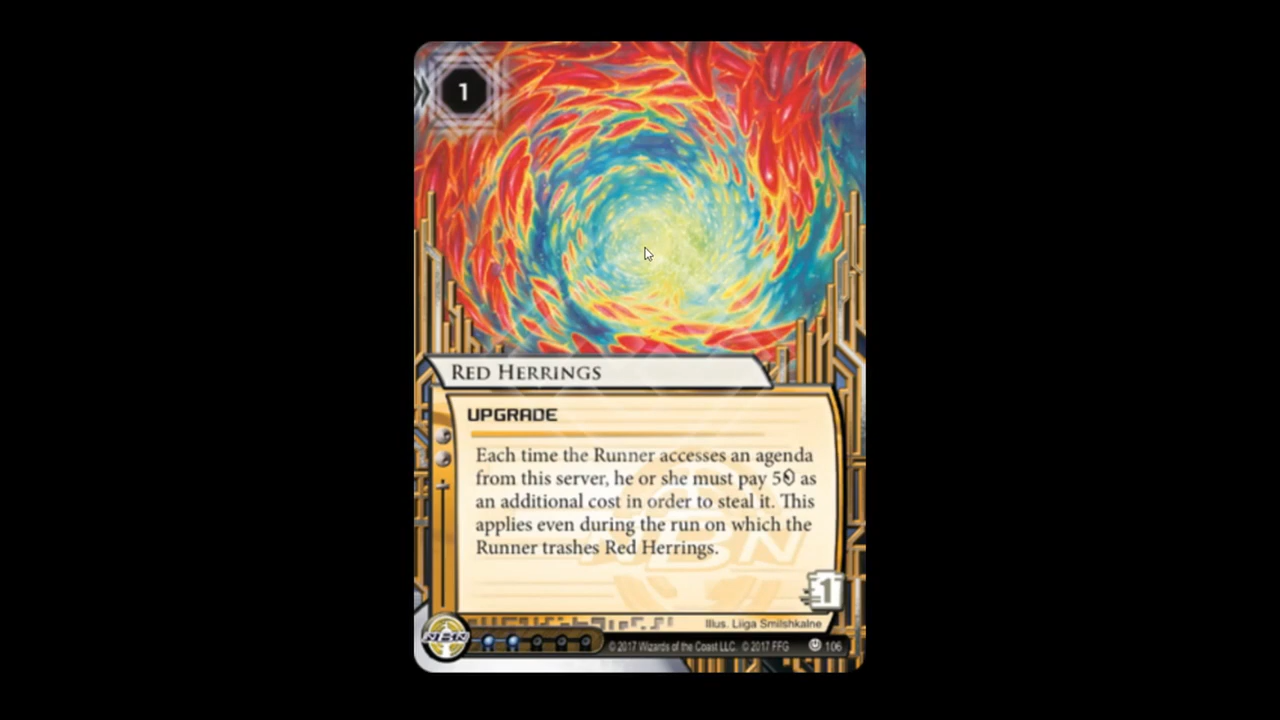 1
RED HERRINGS
UPGRADE
Each time the Runner accesses an agenda
from this server, he or she must pay 5 as
an additional cost in order to steal it. This
applies even during the run on which the
Runner trashes Red Herrings.
1
Illus. Liiga Smilshkalne
NBN
© 2017 Wizards of the Coast LLC. © 2017 FFG
106